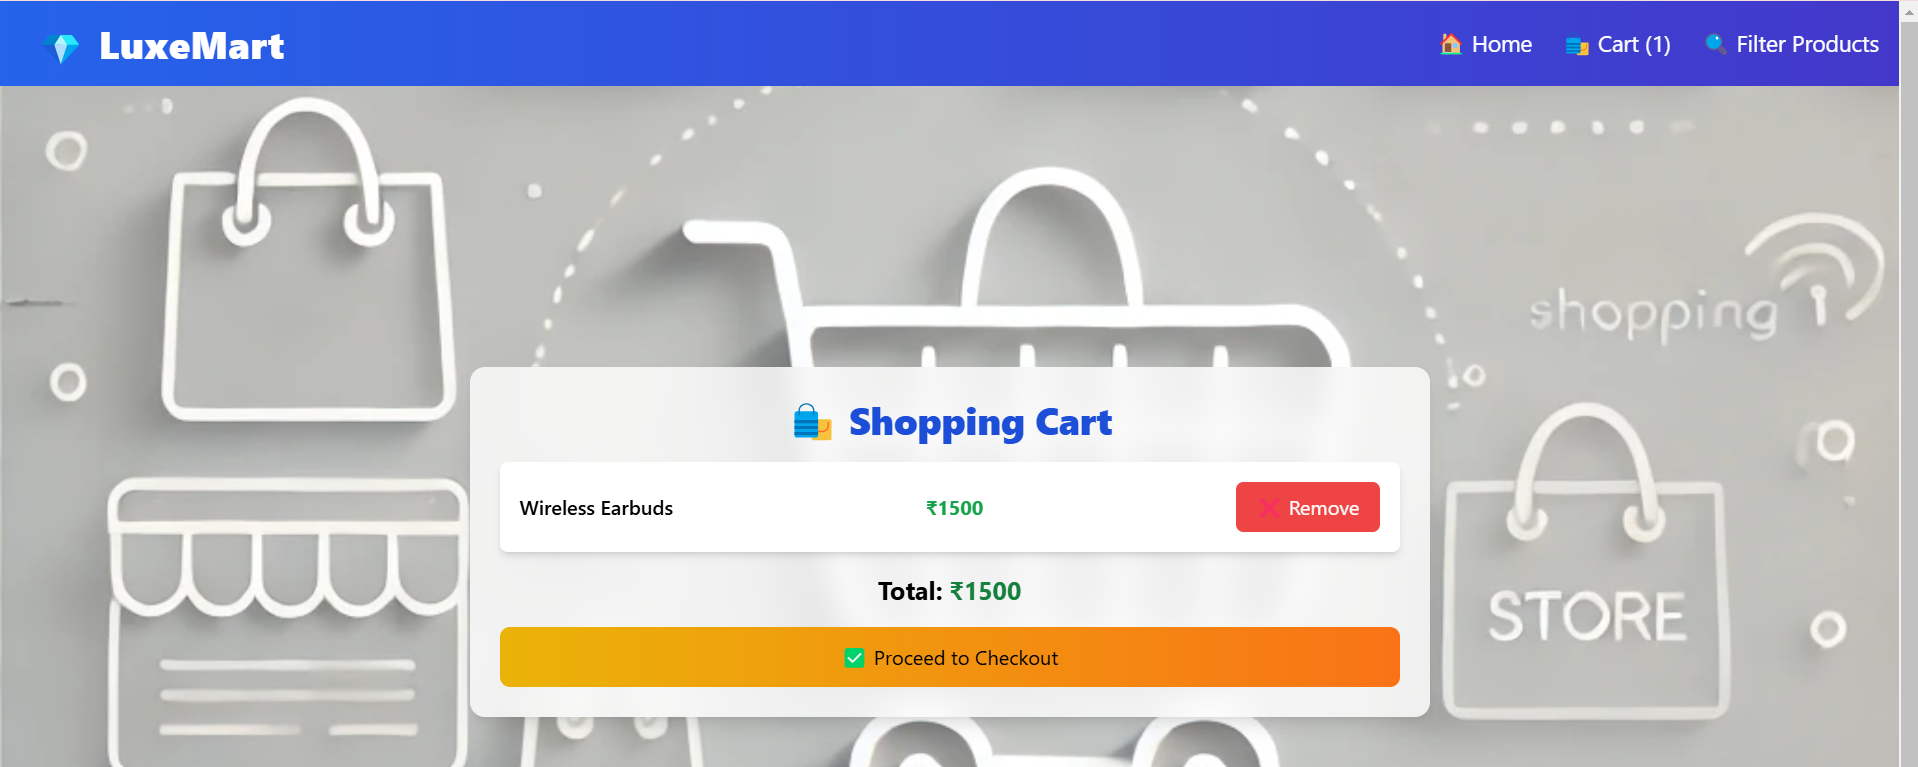 💎 LuxeMart
🏠 Home 🛍️ Cart (1) 🔍 Filter Products
shopping
🛍️ Shopping Cart
Wireless Earbuds ₹1500 ❌ Remove
Total: ₹1500
STORE
✅ Proceed to Checkout